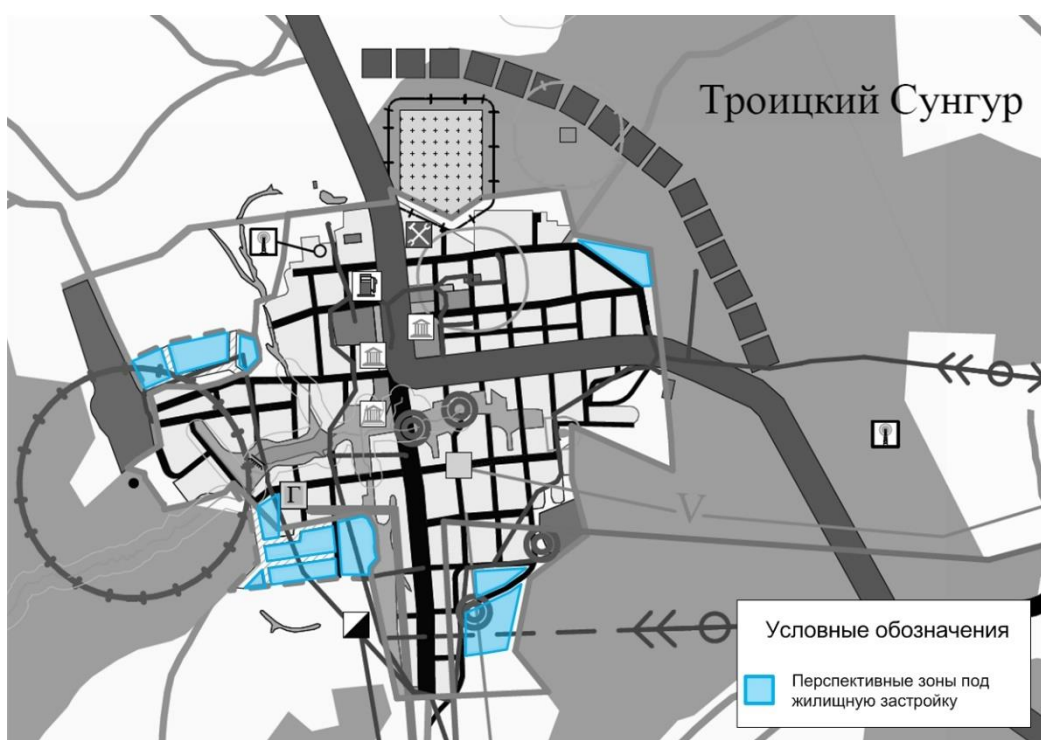 Троицкий Сунгур
Г
V
Условные обозначения
Перспективные зоны под
жилищную застройку